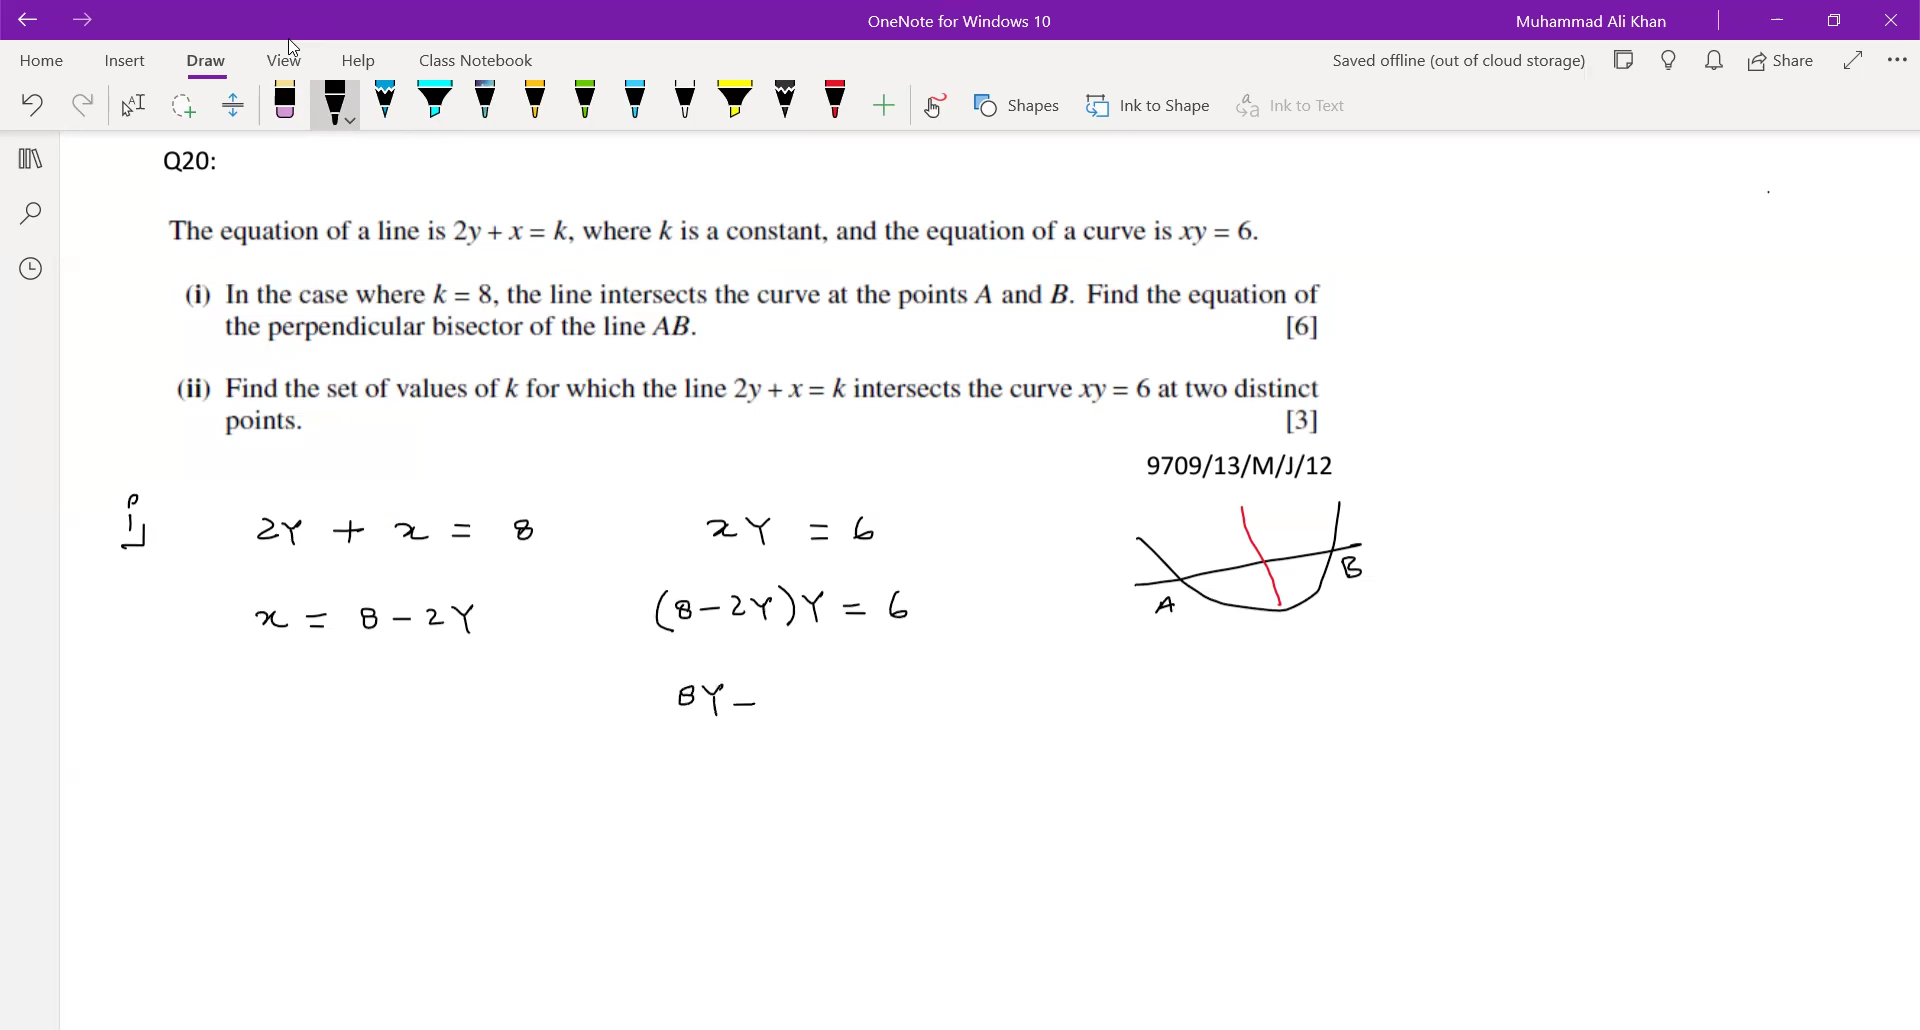 OneNote for Windows 10
Muhammad Ali Khan
Home Insert Draw View Help Class Notebook
Saved offline (out of cloud storage)
Share
Shapes
Ink to Shape
Ink to Text
Q20:
The equation of a line is 2y + x = k, where k is a constant, and the equation of a curve is xy = 6.
(i) In the case where k = 8, the line intersects the curve at the points A and B. Find the equation of
the perpendicular bisector of the line AB. [6]
(ii) Find the set of values of k for which the line 2y + x = k intersects the curve xy = 6 at two distinct
points. [3]
9709/13/M/J/12
i
2Y + x = 8
xY = 6
A
B
x = 8 - 2Y
(8 - 2Y)Y = 6
8Y -